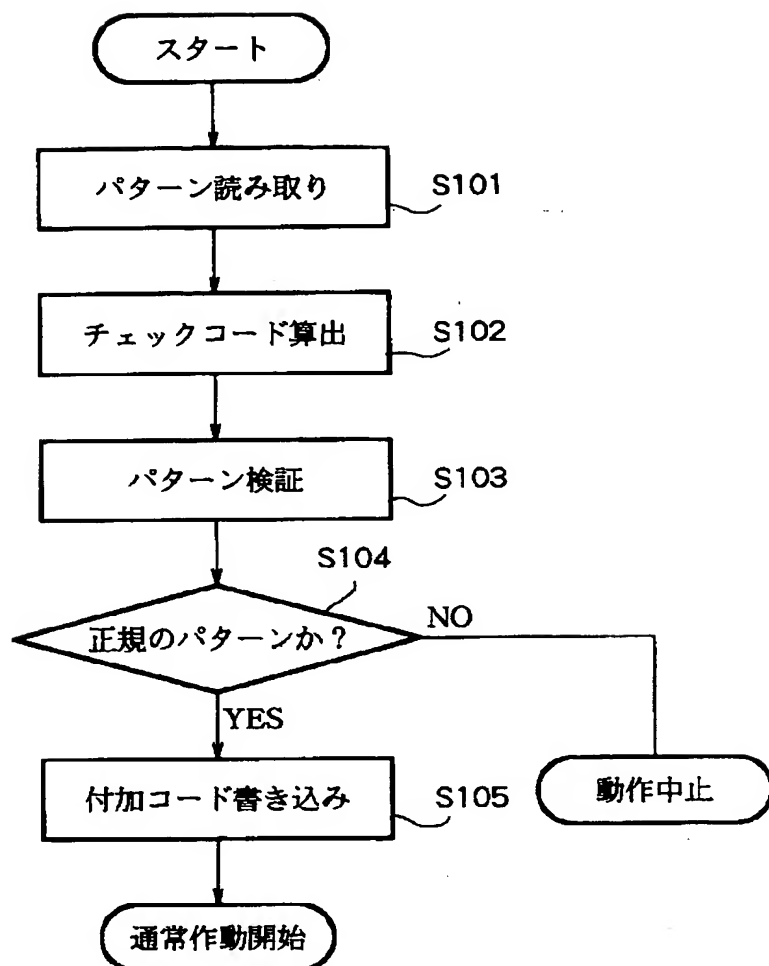 スタート
パターン読み取り
S101
チェックコード算出
S102
パターン検証
S103
S104
正規のパターンか?
NO
YES
付加コード書き込み
S105
動作中止
通常作動開始